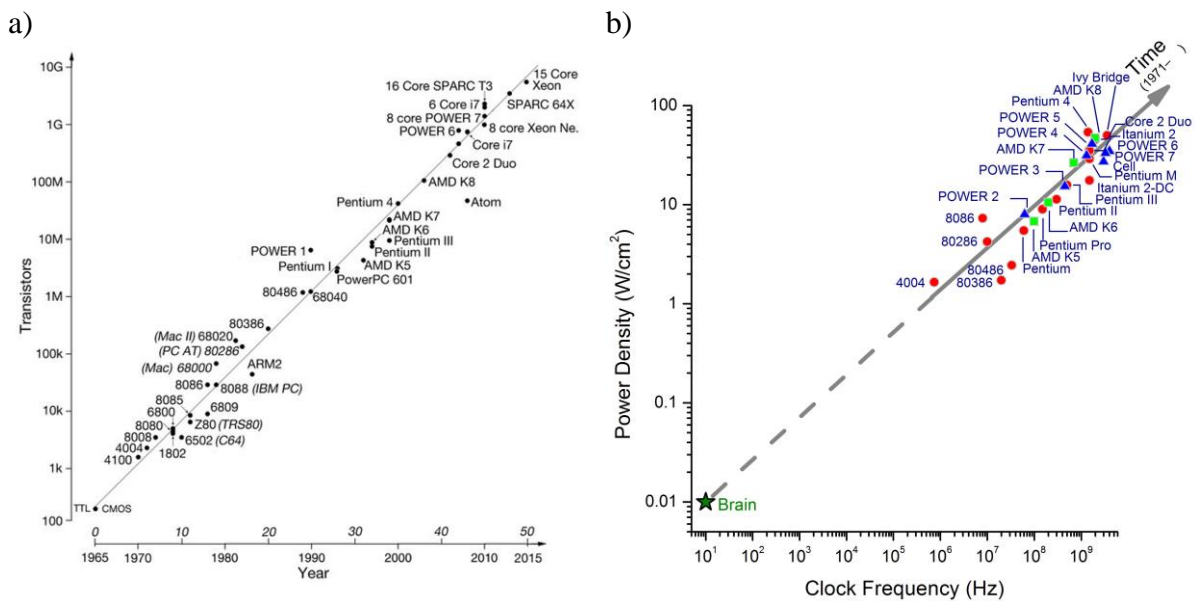 a)
10G
1G
100M
10M
1M
100k
10k
1k
100
Transistors
15 Core
Xeon
16 Core SPARC T3
SPARC 64X
6 Core i7
8 core POWER 7
8 core Xeon Ne.
POWER 6
Core i7
Core 2 Duo
AMD K8
Atom
Pentium 4
AMD K7
AMD K6
POWER 1
Pentium III
Pentium II
AMD K5
Pentium I
PowerPC 601
80486
68040
80386
(Mac II) 68020
(PC AT) 80286
(Mac) 68000
ARM2
8086
8088 (IBM PC)
8085
6800
6809
8080
Z80 (TRS80)
8008
6502 (C64)
4004
1802
4100
TTL
CMOS
0 10 20 30 40 50
1965 1970 1980 1990 2000 2010 2015
Year
b)
Time
(1971– )
100
10
1
0.1
0.01
Power Density (W/cm²)
Ivy Bridge
AMD K8
Pentium 4
Core 2 Duo
POWER 5
Itanium 2
POWER 4
POWER 6
AMD K7
POWER 7
Cell
POWER 3
Pentium M
Itanium 2-DC
POWER 2
Pentium III
Pentium II
8086
AMD K6
80286
Pentium Pro
AMD K5
80486
Pentium
4004
80386
Brain
10¹ 10² 10³ 10⁴ 10⁵ 10⁶ 10⁷ 10⁸ 10⁹
Clock Frequency (Hz)